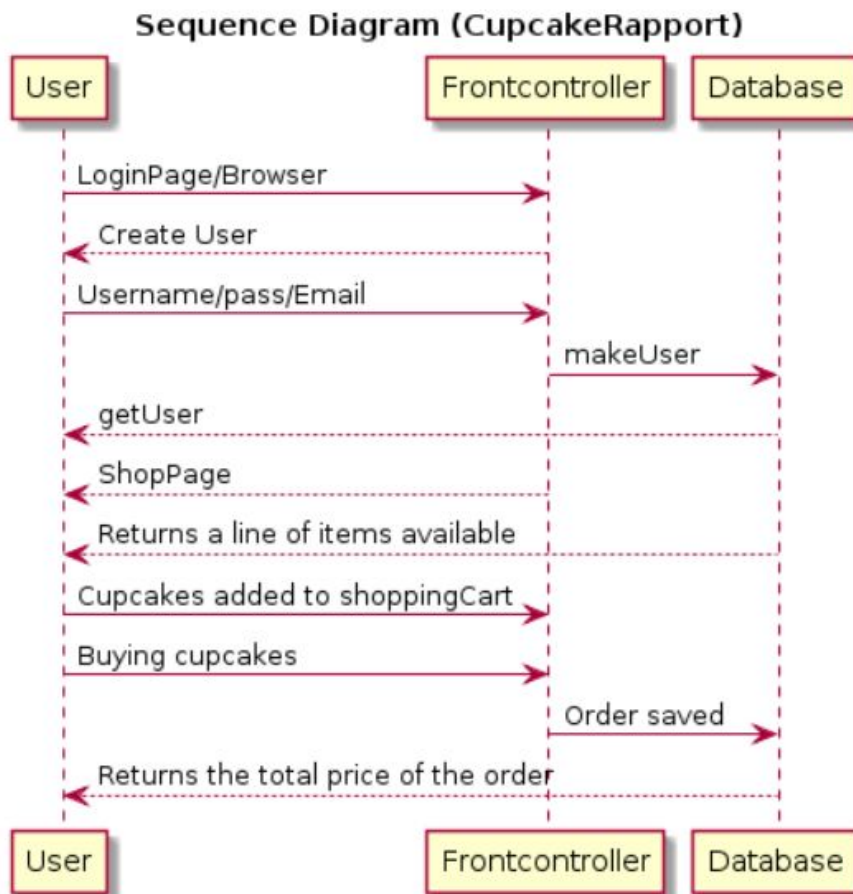 Sequence Diagram (CupcakeRapport)
User Frontcontroller Database
LoginPage/Browser
Create User
Username/pass/Email
makeUser
getUser
ShopPage
Returns a line of items available
Cupcakes added to shoppingCart
Buying cupcakes
Order saved
Returns the total price of the order
User Frontcontroller Database